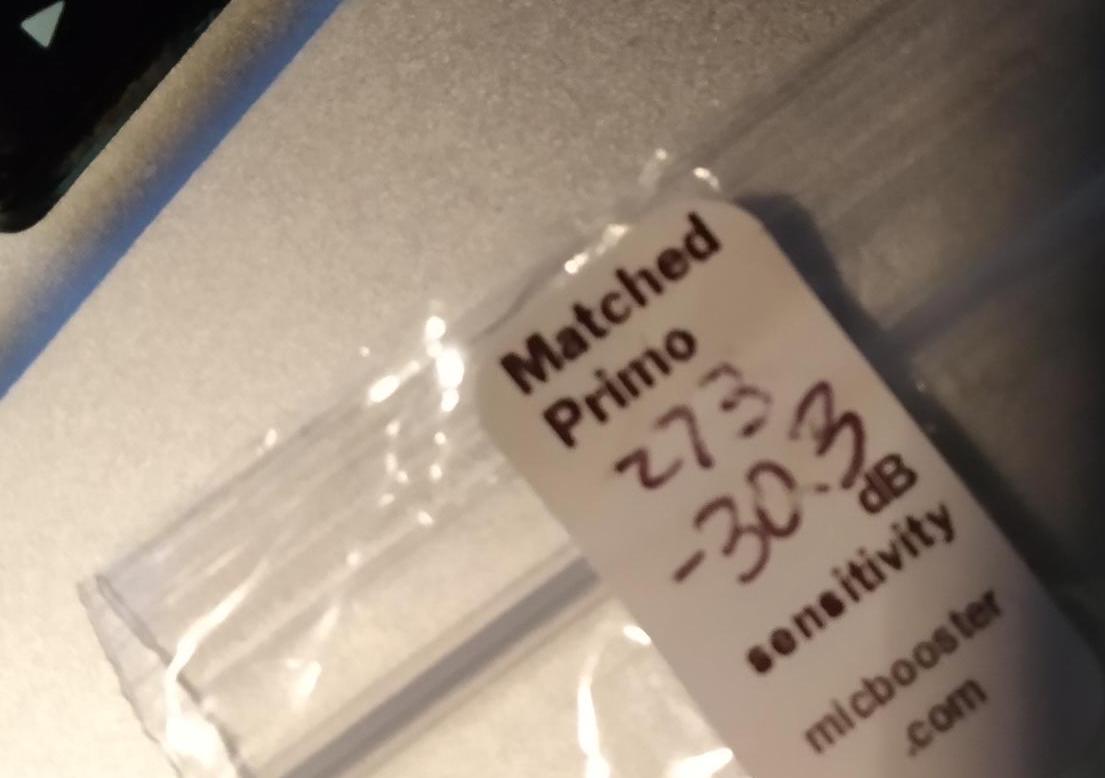 Matched
Primo
273
-30.3
dB
sensitivity
micbooster
.com